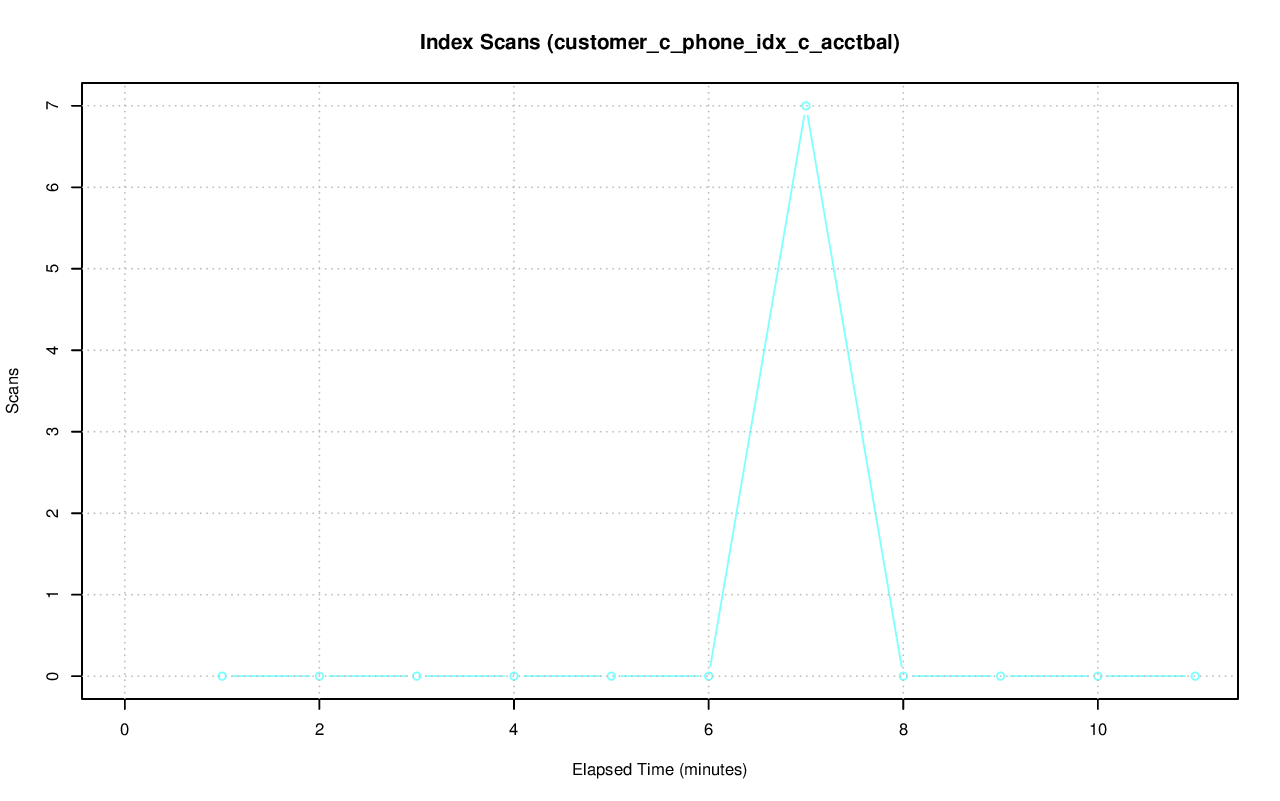 Index Scans (customer_c_phone_idx_c_acctbal)
7
6
5
4
3
2
1
0
Scans
0 2 4 6 8 10
Elapsed Time (minutes)